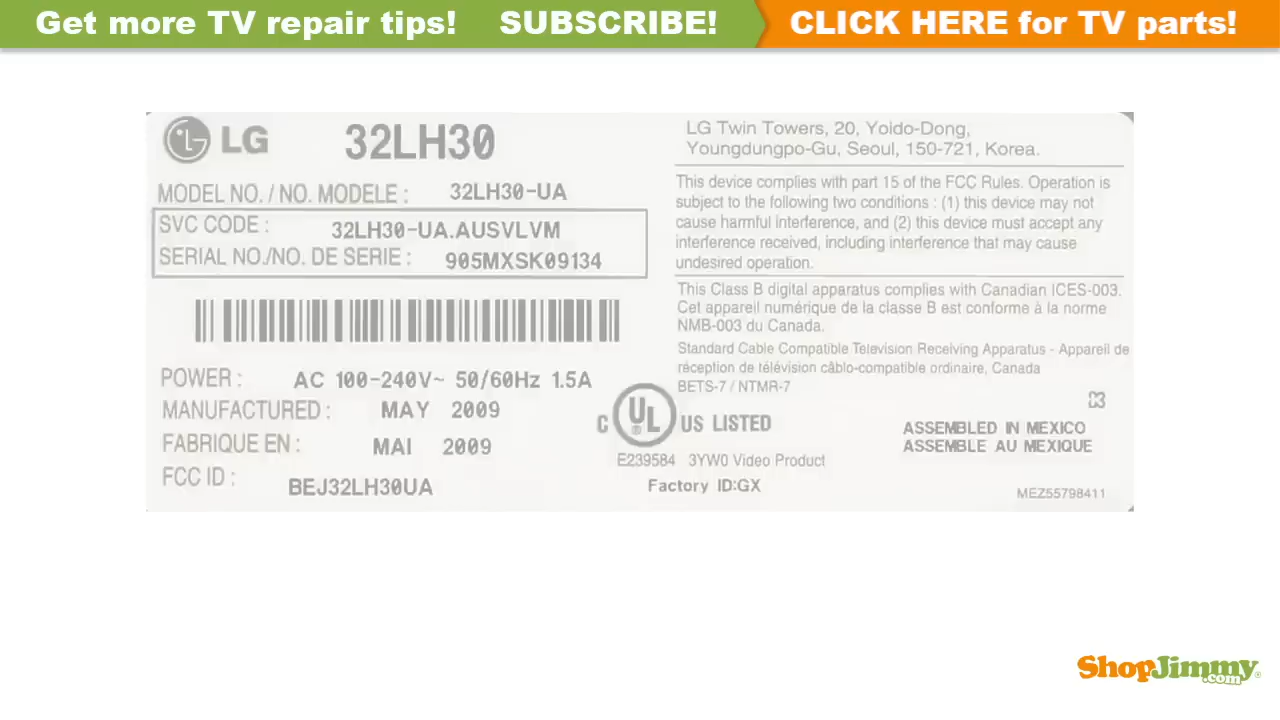 Get more TV repair tips! SUBSCRIBE! CLICK HERE for TV parts!
LG 32LH30
MODEL NO. / NO. MODELE : 32LH30-UA
SVC CODE : 32LH30-UA.AUSVLVM
SERIAL NO./NO. DE SERIE : 905MXSK09134
POWER : AC 100-240V~ 50/60Hz 1.5A
MANUFACTURED : MAY 2009
FABRIQUE EN : MAI 2009
FCC ID : BEJ32LH30UA
LG Twin Towers, 20, Yoido-Dong,
Youngdungpo-Gu, Seoul, 150-721, Korea.
This device complies with part 15 of the FCC Rules. Operation is
subject to the following two conditions : (1) this device may not
cause harmful interference, and (2) this device must accept any
interference received, including interference that may cause
undesired operation.
This Class B digital apparatus complies with Canadian ICES-003.
Cet appareil numérique de la classe B est conforme à la norme
NMB-003 du Canada.
Standard Cable Compatible Television Receiving Apparatus - Appareil de
réception de télévision câblo-compatible ordinaire, Canada
BETS-7 / NTMR-7
C UL ® US LISTED
E239584 3YW0 Video Product
Factory ID:GX
ASSEMBLED IN MEXICO
ASSEMBLE AU MEXIQUE
MEZ55798411
ShopJimmy.com®